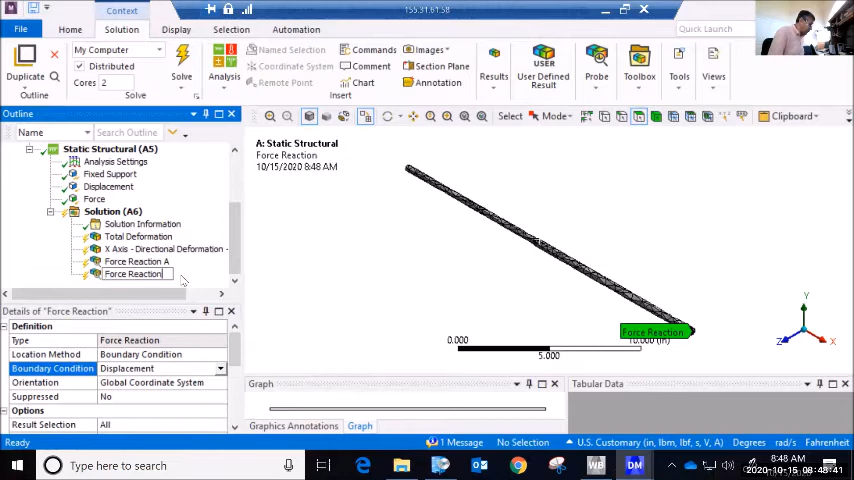 Context
155.31.61.58
File Home Solution Display Selection Automation Quick Launch
Duplicate
Outline
My Computer
Distributed
Cores 2
Solve
Solve
Analysis
Named Selection
Coordinate System
Remote Point
Commands
Comment
Chart
Images
Section Plane
Annotation
Insert
Results
User Defined Result
Probe
Toolbox
Tools
Views
Outline
Name Search Outline
Select Mode Clipboard
Static Structural (A5)
Analysis Settings
Fixed Support
Displacement
Force
Solution (A6)
Solution Information
Total Deformation
X Axis - Directional Deformation -
Force Reaction A
Force Reaction
A: Static Structural
Force Reaction
10/15/2020 8:48 AM
Force Reaction
0.000 10.000 (in)
5.000
Y
Z X
Details of "Force Reaction"
Definition
Type Force Reaction
Location Method Boundary Condition
Boundary Condition Displacement
Orientation Global Coordinate System
Suppressed No
Options
Result Selection All
Graph
Tabular Data
Graphics Annotations Graph
Ready 1 Message No Selection U.S. Customary (in, lbm, lbf, s, V, A) Degrees rad/s Fahrenheit
Type here to search
WB DM
8:48 AM
2020-10-15 08:48:41